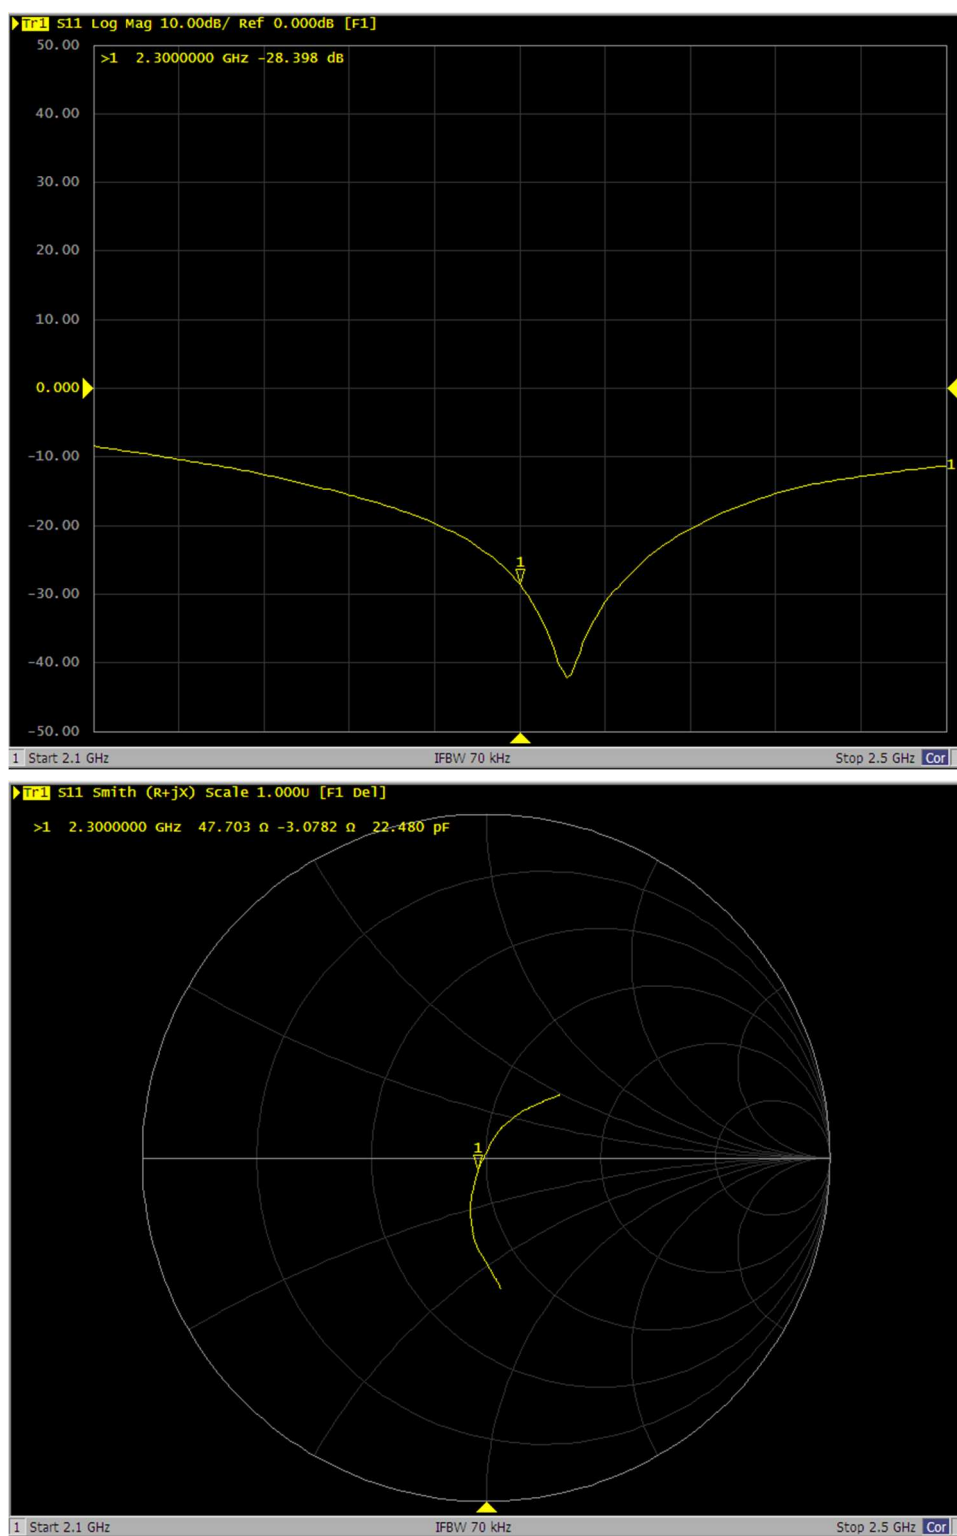 Tr1 S11 Log Mag 10.00dB/ Ref 0.000dB [F1]
50.00
>1 2.3000000 GHz -28.398 dB
40.00
30.00
20.00
10.00
0.000
-10.00
1
-20.00
1
-30.00
-40.00
-50.00
1 Start 2.1 GHz IFBW 70 kHz Stop 2.5 GHz Cor
Tr1 S11 Smith (R+jX) Scale 1.000U [F1 Del]
>1 2.3000000 GHz 47.703 Ω -3.0782 Ω 22.480 pF
1
1 Start 2.1 GHz IFBW 70 kHz Stop 2.5 GHz Cor